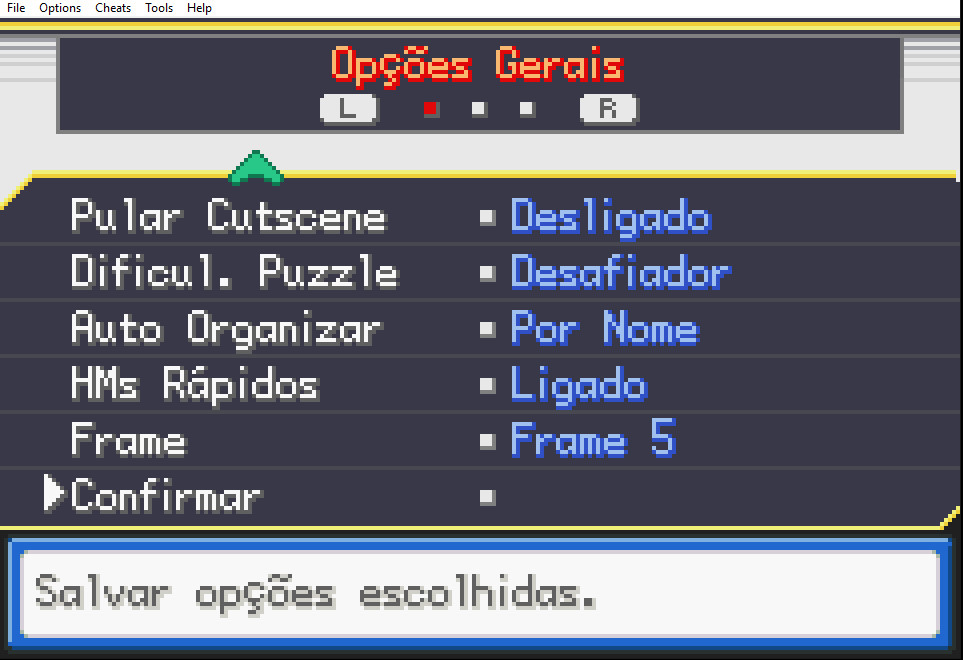 File Options Cheats Tools Help
Opções Gerais
L R
Pular Cutscene Desligado
Dificul. Puzzle Desafiador
Auto Organizar Por Nome
HMs Rápidos Ligado
Frame Frame 5
Confirmar
Salvar opções escolhidas.